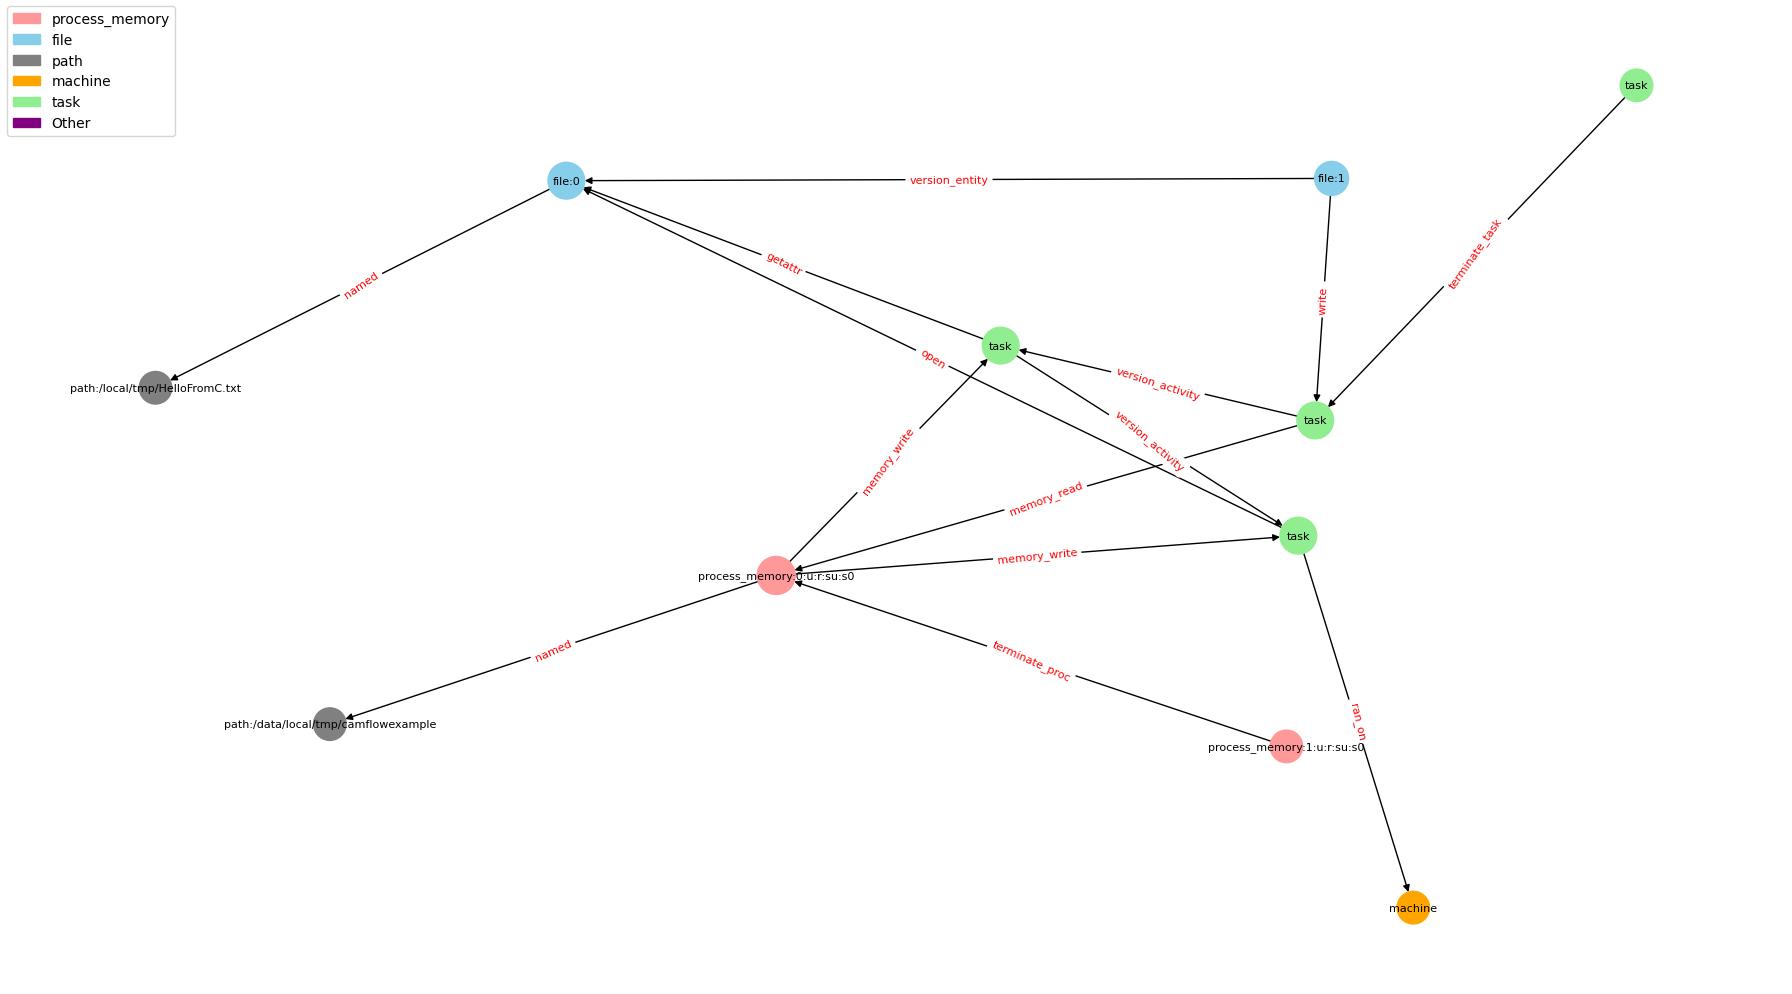 process_memory
file
path
machine
task
Other
task
file:0
version_entity
file:1
terminate_task
getattr
named
write
open
task
version_activity
path:/local/tmp/HelloFromC.txt
task
version_activity
memory_write
memory_read
task
memory_write
process_memory:0:u:r:su:s0
named
terminate_proc
path:/data/local/tmp/camflowexample
ran_on
process_memory:1:u:r:su:s0
machine